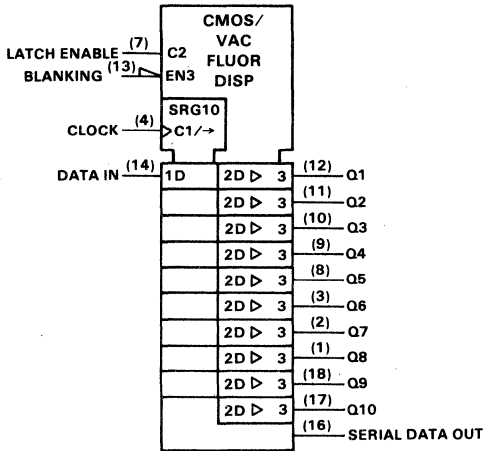 CMOS/
VAC
FLUOR
DISP
LATCH ENABLE (7) C2
BLANKING (13) EN3
SRG10
CLOCK (4) C1/→
DATA IN (14) 1D 2D ▷ 3 (12) Q1
2D ▷ 3 (11) Q2
2D ▷ 3 (10) Q3
2D ▷ 3 (9) Q4
2D ▷ 3 (8) Q5
2D ▷ 3 (3) Q6
2D ▷ 3 (2) Q7
2D ▷ 3 (1) Q8
2D ▷ 3 (18) Q9
2D ▷ 3 (17) Q10
(16) SERIAL DATA OUT